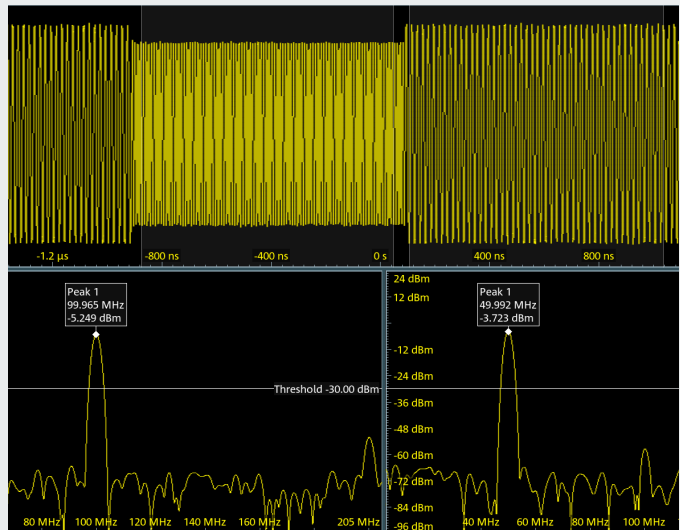 -1.2 µs -800 ns -400 ns 0 s 400 ns 800 ns
Peak 1
99.965 MHz
-5.249 dBm
Threshold -30.00 dBm
80 MHz 100 MHz 120 MHz 140 MHz 160 MHz 205 MHz
24 dBm
12 dBm
-12 dBm
-24 dBm
-36 dBm
-48 dBm
-60 dBm
-72 dBm
-84 dBm
-96 dBm
Peak 1
49.992 MHz
-3.723 dBm
40 MHz 60 MHz 80 MHz 100 MHz